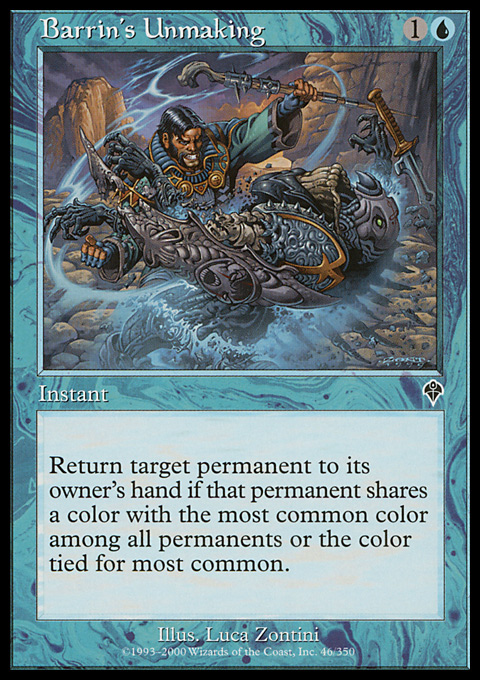 Barrin's Unmaking 1
Instant
Return target permanent to its
owner's hand if that permanent shares
a color with the most common color
among all permanents or the color
tied for most common.
Illus. Luca Zontini
©1993-2000 Wizards of the Coast, Inc. 46/350